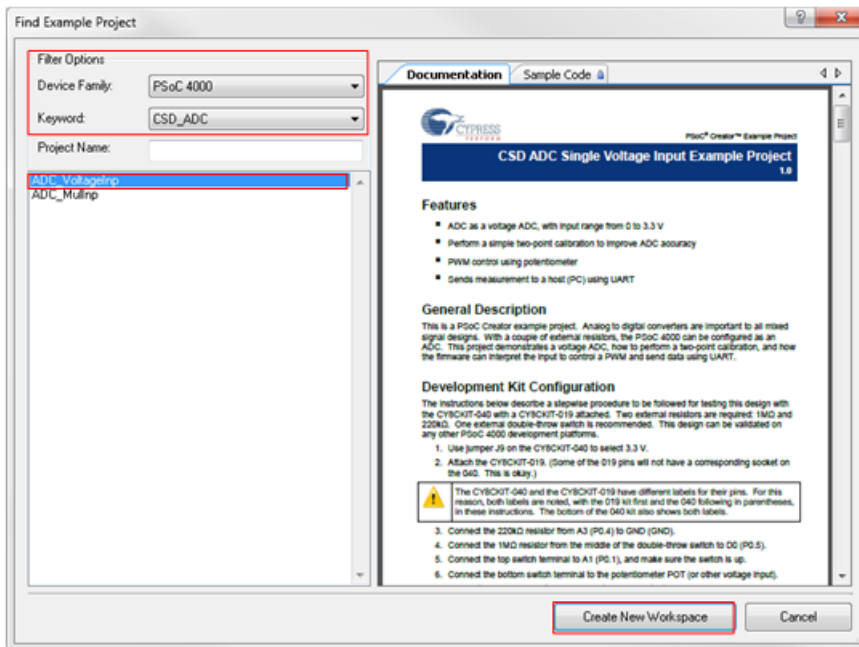 Find Example Project
Filter Options
Device Family: PSoC 4000
Keyword: CSD_ADC
Project Name:
ADC_VoltageInp
ADC_MulInp
Documentation
Sample Code
CYPRESS
PERFORM
PSoC® Creator™ Example Project
CSD ADC Single Voltage Input Example Project
1.0
Features
ADC as a voltage ADC, with input range from 0 to 3.3 V
Perform a simple two-point calibration to improve ADC accuracy
PWM control using potentiometer
Sends measurement to a host (PC) using UART
General Description
This is a PSoC Creator example project. Analog to digital converters are important to all mixed
signal designs. With a couple of external resistors, the PSoC 4000 can be configured as an
ADC. This project demonstrates a voltage ADC, how to perform a two-point calibration, and how
the firmware can interpret the input to control a PWM and send data using UART.
Development Kit Configuration
The instructions below describe a stepwise procedure to be followed for testing this design with
the CY8CKIT-040 with a CY8CKIT-019 attached. Two external resistors are required: 1MΩ and
220kΩ. One external double-throw switch is recommended. This design can be validated on
any other PSoC 4000 development platforms.
1. Use jumper J9 on the CY8CKIT-040 to select 3.3 V.
2. Attach the CY8CKIT-019. (Some of the 019 pins will not have a corresponding socket on
the 040. This is okay.)
The CY8CKIT-040 and the CY8CKIT-019 have different labels for their pins. For this
reason, both labels are noted, with the 019 kit first and the 040 following in parentheses,
in these instructions. The bottom of the 040 kit also shows both labels.
3. Connect the 220kΩ resistor from A3 (P0.4) to GND (GND).
4. Connect the 1MΩ resistor from the middle of the double-throw switch to D0 (P0.5).
5. Connect the top switch terminal to A1 (P0.1), and make sure the switch is up.
6. Connect the bottom switch terminal to the potentiometer POT (or other voltage input).
Create New Workspace
Cancel